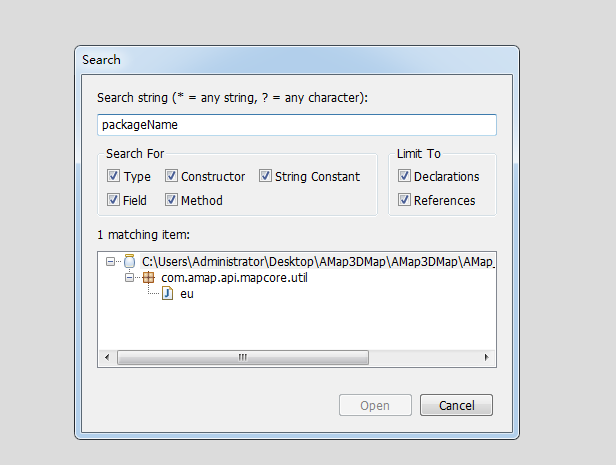 Search
Search string (* = any string, ? = any character):
packageName
Search For
Limit To
Type
Constructor
String Constant
Declarations
Field
Method
References
1 matching item:
C:\Users\Administrator\Desktop\AMap3DMap\AMap3DMap\AMap_
com.amap.api.mapcore.util
J eu
Open
Cancel